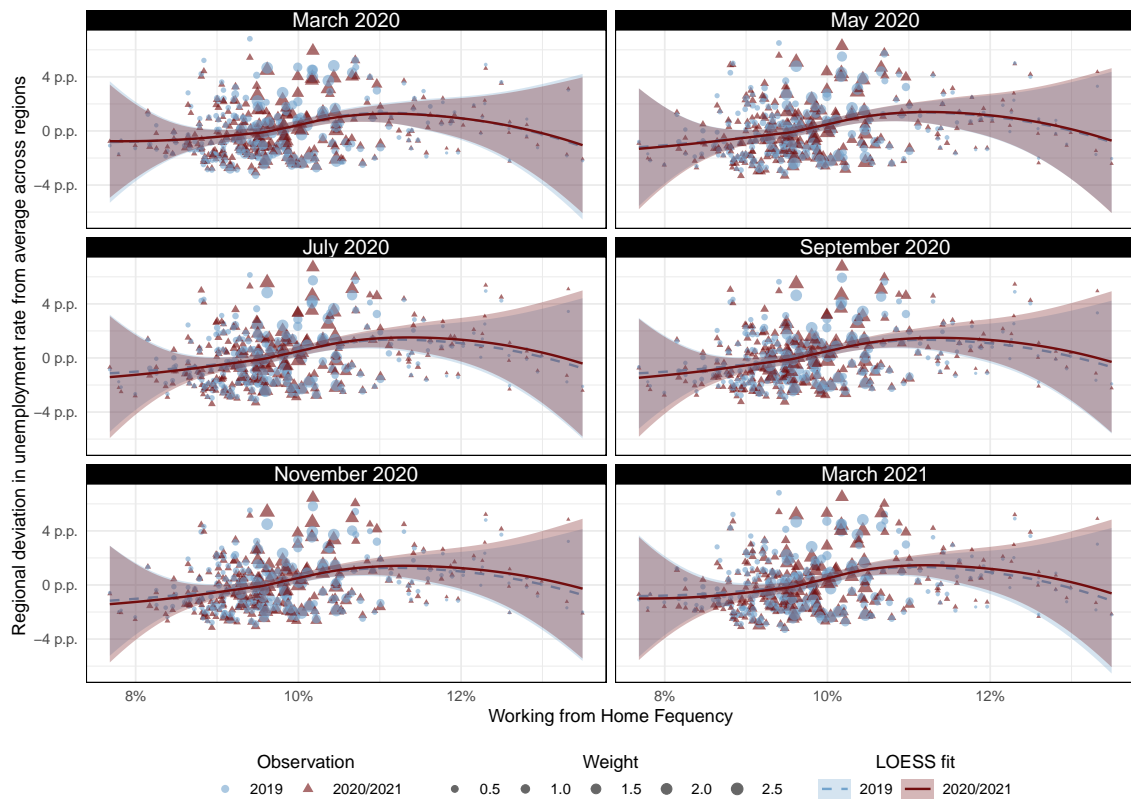 March 2020 May 2020
4 p.p.
0 p.p.
−4 p.p.
July 2020 September 2020
4 p.p.
0 p.p.
−4 p.p.
November 2020 March 2021
4 p.p.
0 p.p.
−4 p.p.
8% 10% 12% 8% 10% 12%
Regional deviation in unemployment rate from average across regions
Working from Home Fequency
Observation Weight LOESS fit
2019 2020/2021 0.5 1.0 1.5 2.0 2.5 2019 2020/2021